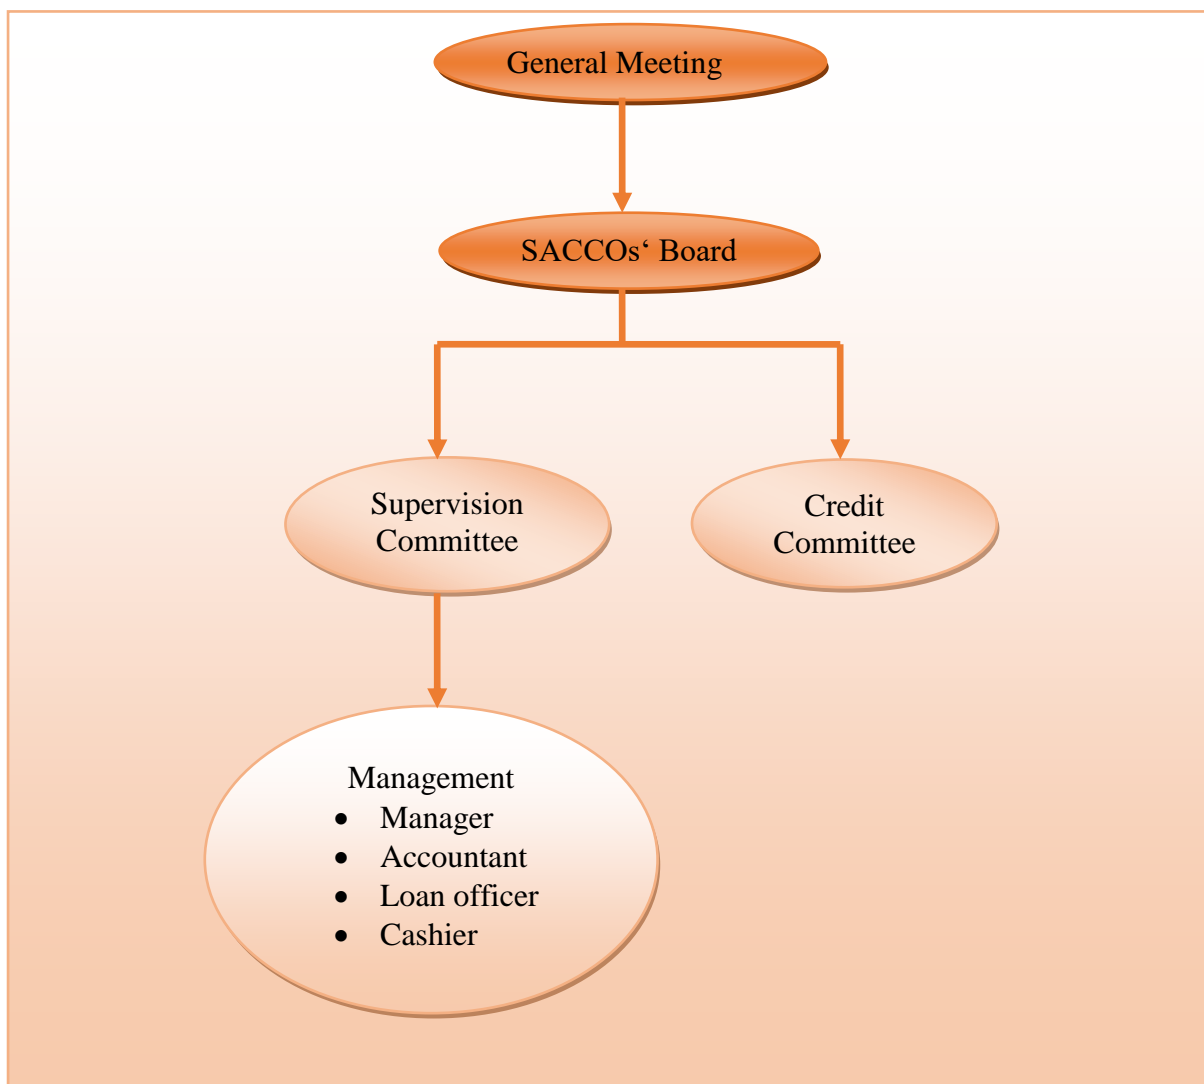 General Meeting
SACCOs‘ Board
Supervision
Committee
Credit
Committee
Management
• Manager
• Accountant
• Loan officer
• Cashier